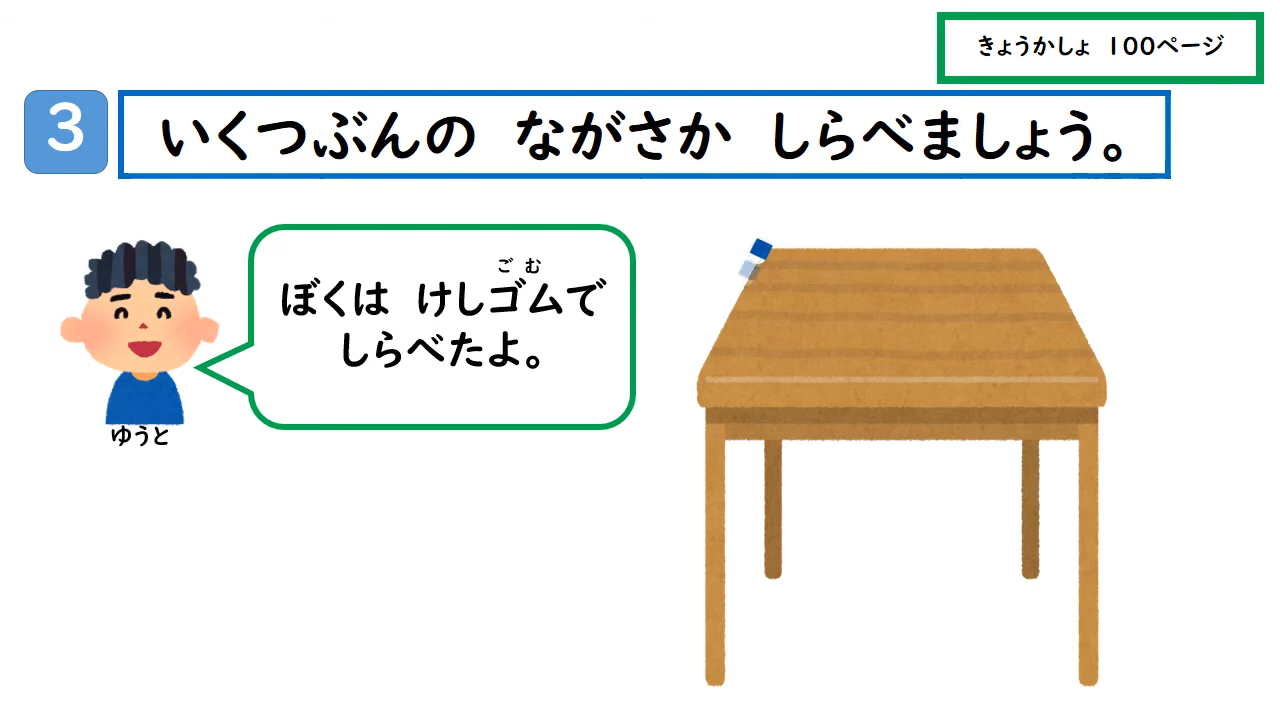 きょうかしょ 100ページ
3 いくつぶんの ながさか しらべましょう。
ごむ
ぼくは けしゴムで
しらべたよ。
ゆうと